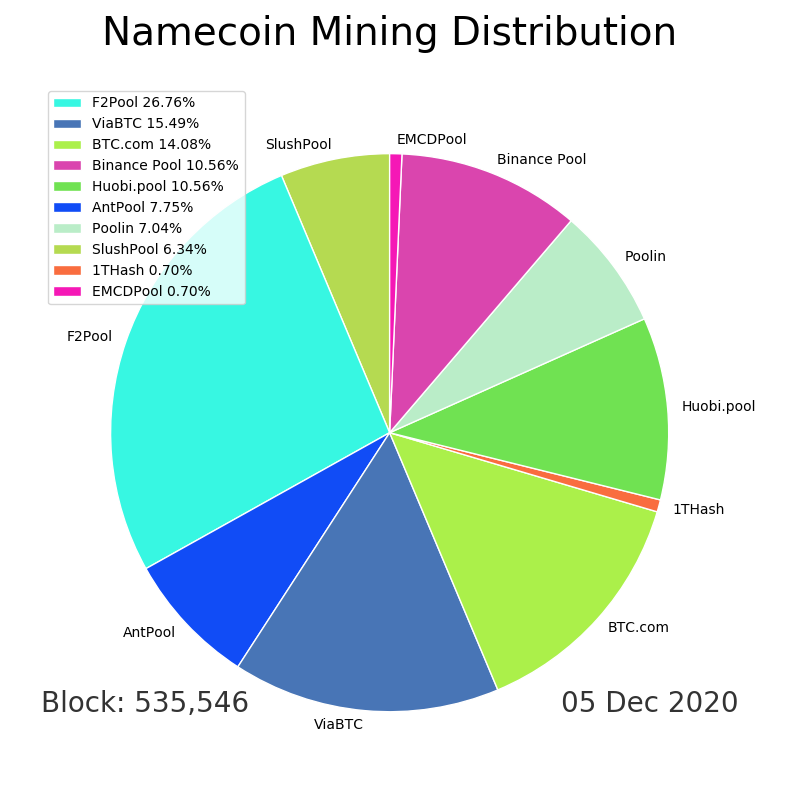 Namecoin Mining Distribution
F2Pool 26.76%
ViaBTC 15.49%
BTC.com 14.08%
Binance Pool 10.56%
Huobi.pool 10.56%
AntPool 7.75%
Poolin 7.04%
SlushPool 6.34%
1THash 0.70%
EMCDPool 0.70%
SlushPool
EMCDPool
Binance Pool
Poolin
F2Pool
Huobi.pool
1THash
AntPool
BTC.com
ViaBTC
Block: 535,546
05 Dec 2020